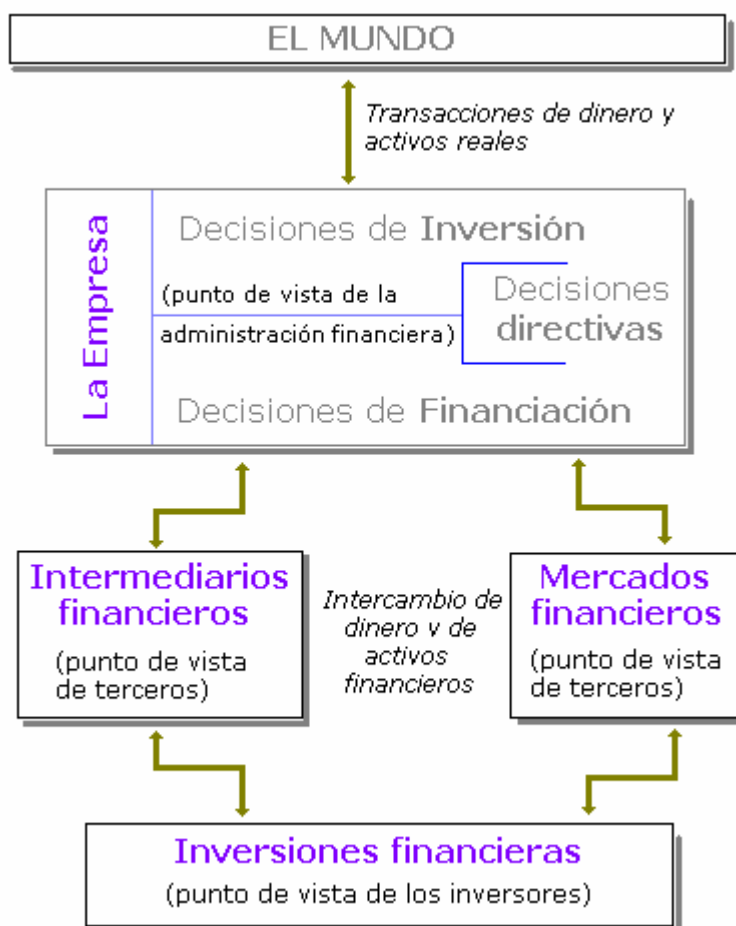 EL MUNDO
Transacciones de dinero y
activos reales
La Empresa
Decisiones de Inversión
(punto de vista de la
administración financiera)
Decisiones
directivas
Decisiones de Financiación
Intermediarios
financieros
(punto de vista
de terceros)
Intercambio de
dinero v de
activos
financieros
Mercados
financieros
(punto de vista
de terceros)
Inversiones financieras
(punto de vista de los inversores)